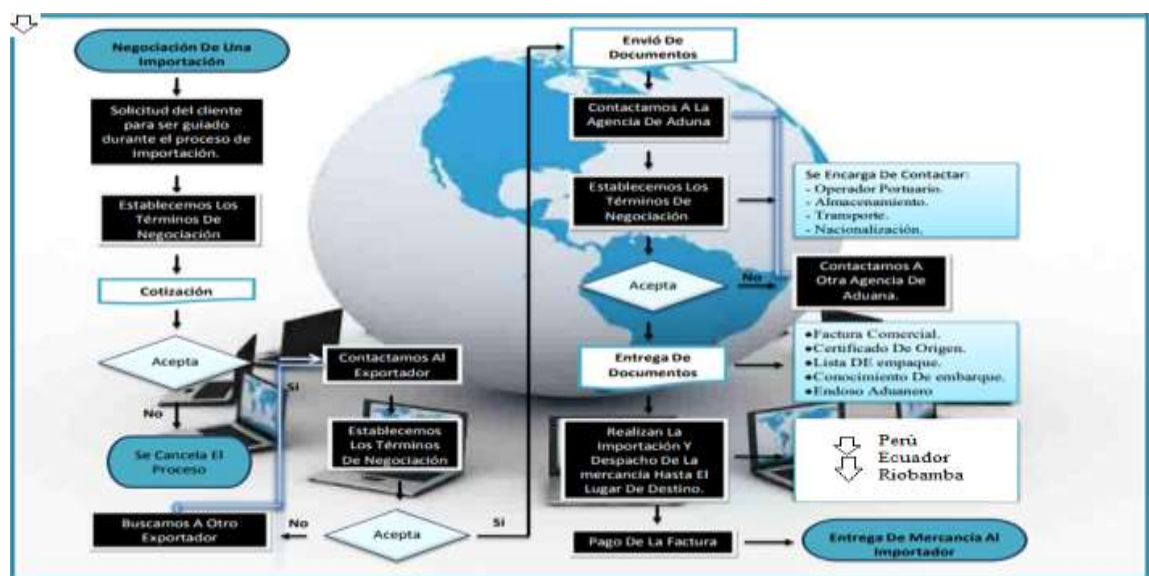 Negociación De Una
Importación
Solicitud del cliente
para ser guiado
durante el proceso de
importación.
Establecemos Los
Términos De
Negociación
Cotización
Acepta
Si
No
Se Cancela El
Proceso
Contactamos Al
Exportador
Establecemos
Los Términos
De Negociación
Acepta
No
Si
Buscamos A Otro
Exportador
Envió De
Documentos
Contactamos A La
Agencia De Aduna
Establecemos Los
Términos De
Negociación
Se Encarga De Contactar:
- Operador Portuario.
- Almacenamiento.
- Transporte.
- Nacionalización.
Acepta
No
Contactamos A
Otra Agencia De
Aduana.
Entrega De
Documentos
●Factura Comercial.
●Certificado De Origen.
●Lista DE empaque.
●Conocimiento De embarque.
●Endoso Aduanero
Realizan La
Importación Y
Despacho De La
mercancía Hasta El
Lugar De Destino.
Perú
Ecuador
Riobamba
Pago De La Factura
Entrega De Mercancía Al
Importador